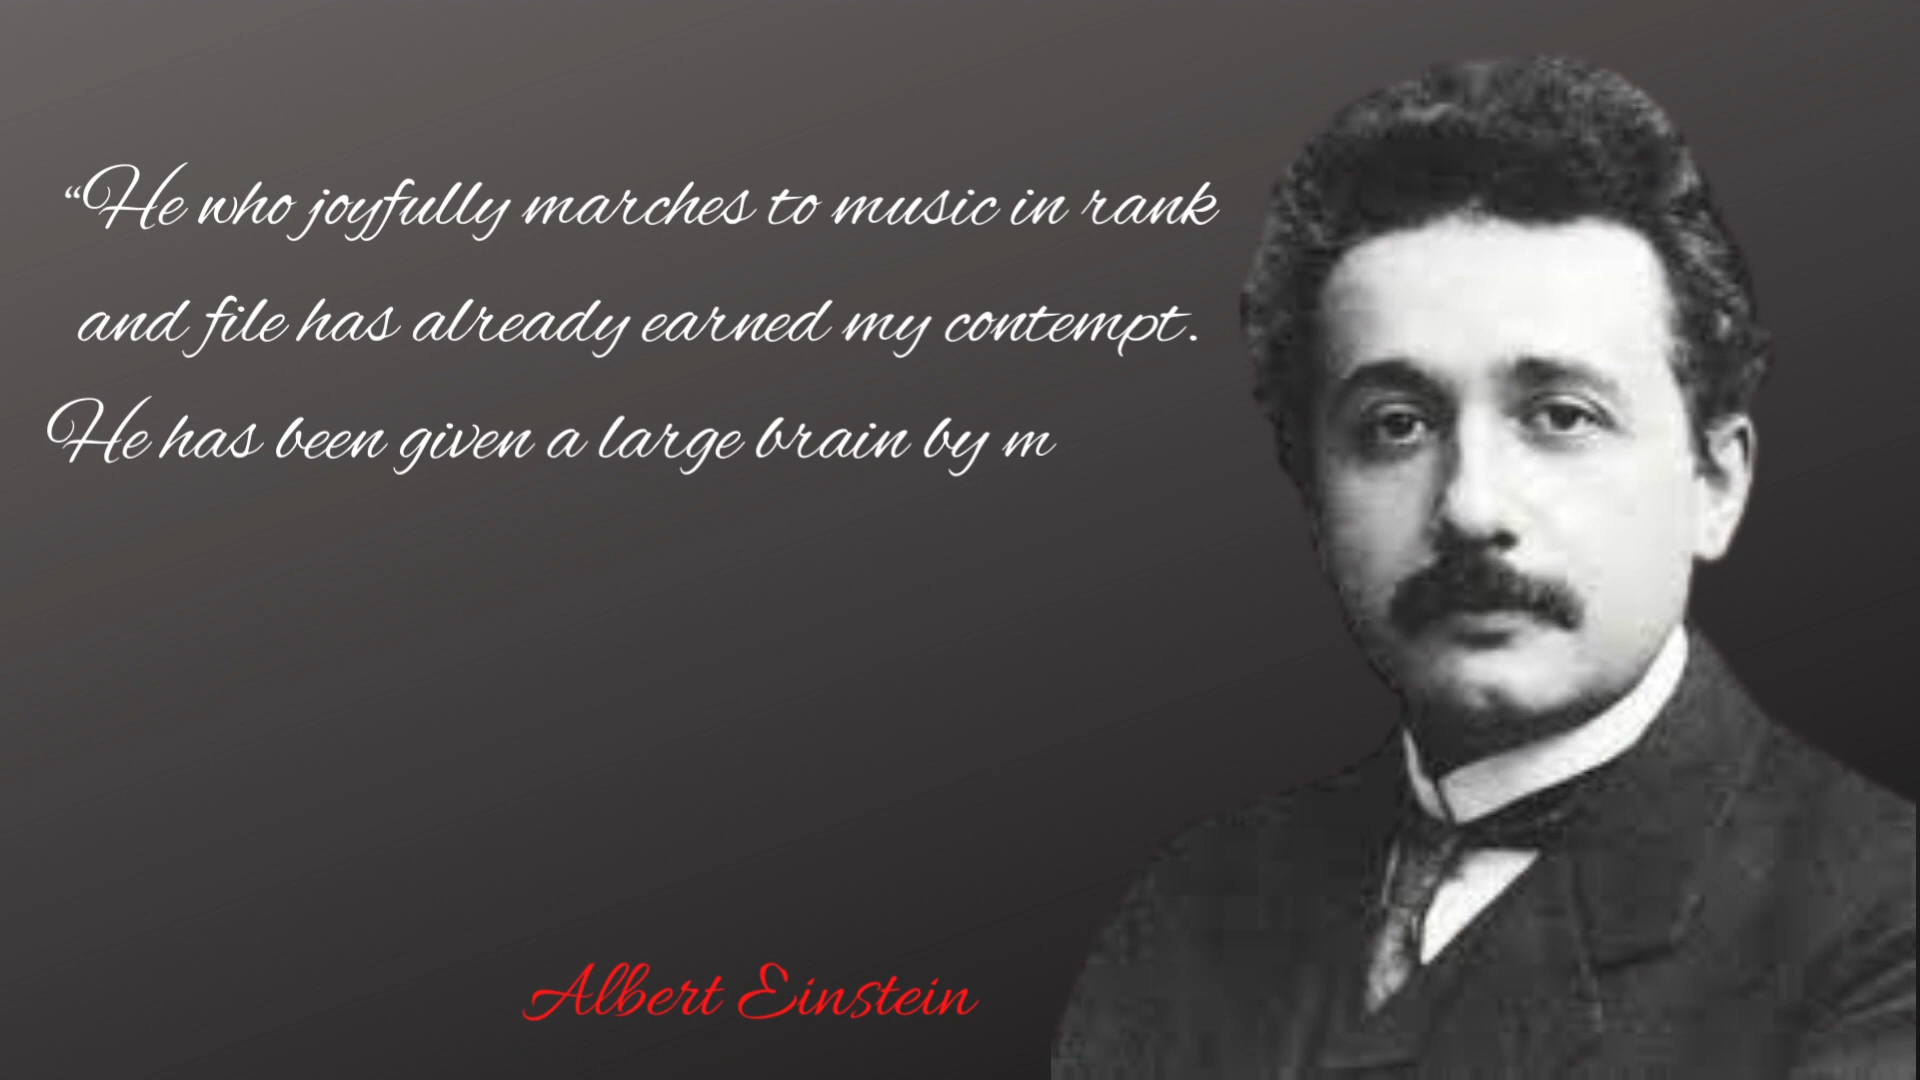 “He who joyfully marches to music in rank
and file has already earned my contempt.
He has been given a large brain by m
Albert Einstein